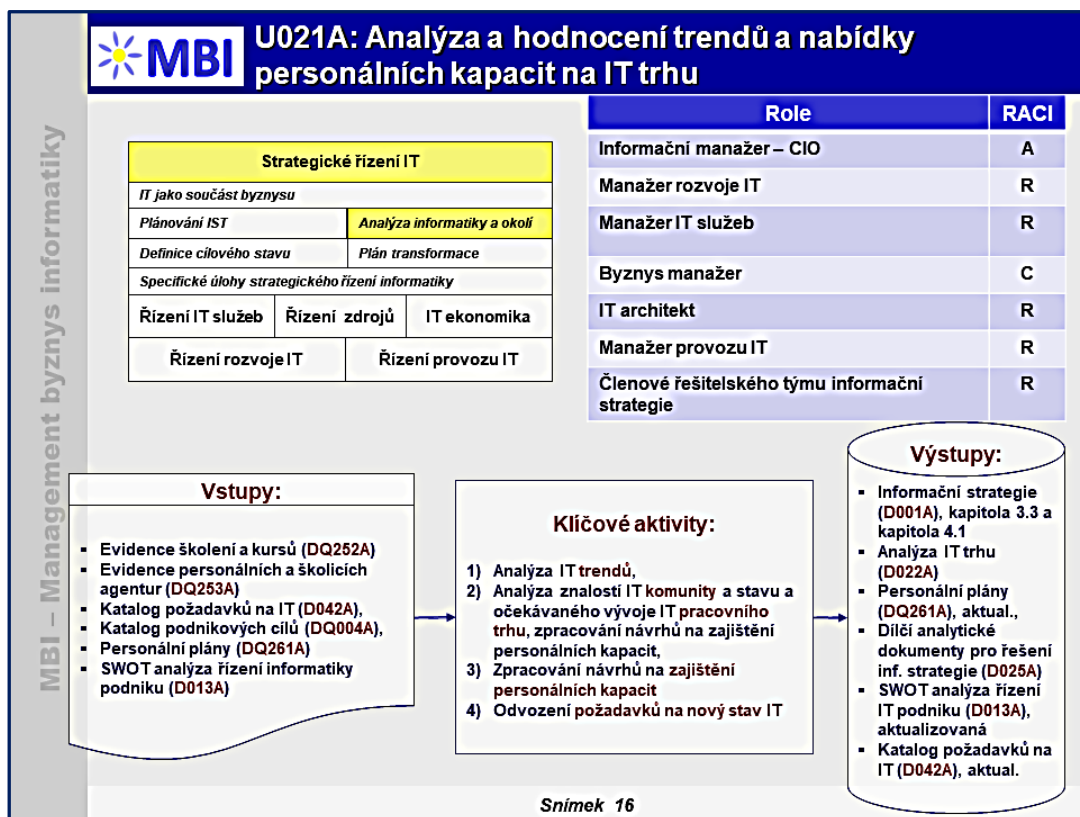 MBI – Management byznys informatiky
MBI
U021A: Analýza a hodnocení trendů a nabídky
personálních kapacit na IT trhu
Strategické řízení IT
IT jako součást byznysu
Plánování IST
Analýza informatiky a okolí
Definice cílového stavu
Plán transformace
Specifické úlohy strategického řízení informatiky
Řízení IT služeb
Řízení zdrojů
IT ekonomika
Řízení rozvoje IT
Řízení provozu IT
Role RACI
Informační manažer – CIO A
Manažer rozvoje IT R
Manažer IT služeb R
Byznys manažer C
IT architekt R
Manažer provozu IT R
Členové řešitelského týmu informační
strategie R
Vstupy:
▪ Evidence školení a kursů (DQ252A)
▪ Evidence personálních a školicích
agentur (DQ253A)
▪ Katalog požadavků na IT (D042A),
▪ Katalog podnikových cílů (DQ004A),
▪ Personální plány (DQ261A)
▪ SWOT analýza řízení informatiky
podniku (D013A)
Klíčové aktivity:
1) Analýza IT trendů,
2) Analýza znalostí IT komunity a stavu a
očekávaného vývoje IT pracovního
trhu, zpracování návrhů na zajištění
personálních kapacit,
3) Zpracování návrhů na zajištění
personálních kapacit
4) Odvození požadavků na nový stav IT
Výstupy:
▪ Informační strategie
(D001A), kapitola 3.3 a
kapitola 4.1
▪ Analýza IT trhu
(D022A)
▪ Personální plány
(DQ261A), aktual.,
▪ Dílčí analytické
dokumenty pro řešení
inf. strategie (D025A)
▪ SWOT analýza řízení
IT podniku (D013A),
aktualizovaná
▪ Katalog požadavků na
IT (D042A), aktual.
Snímek 16